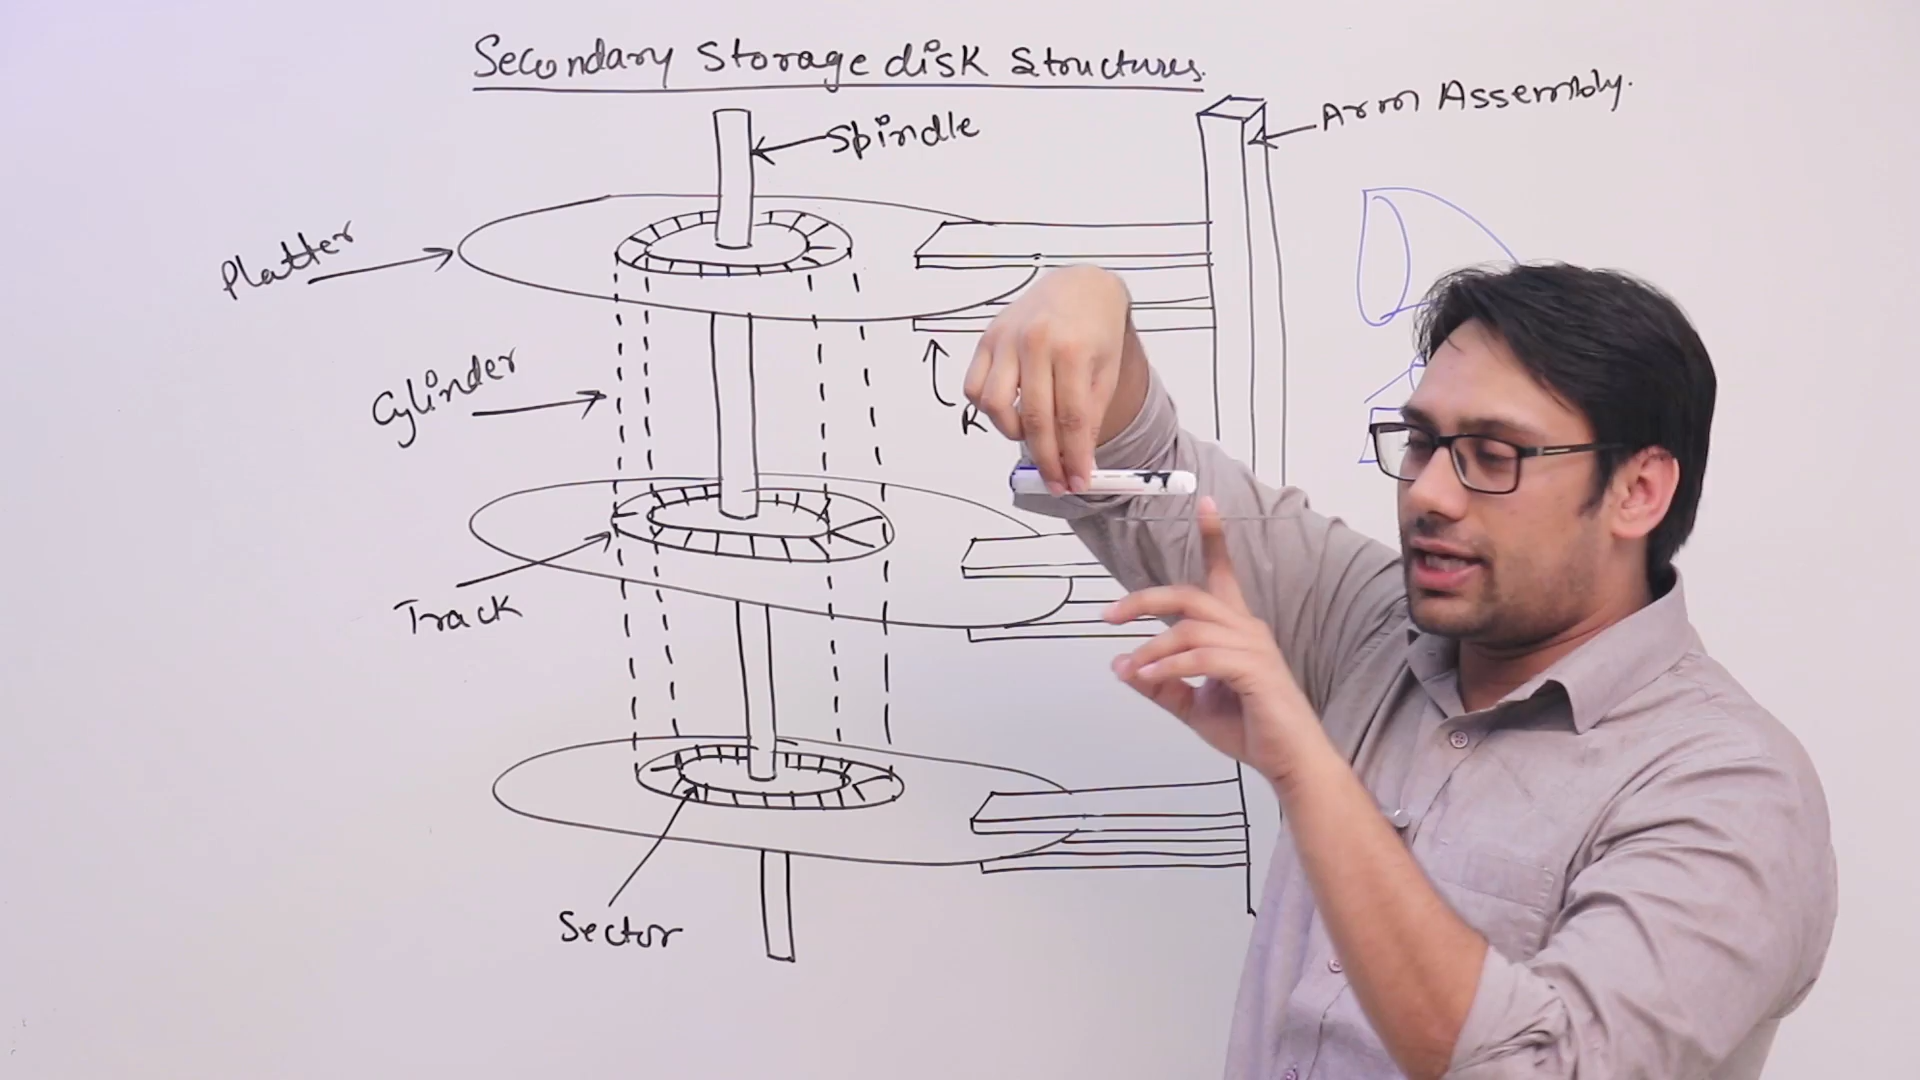 Secondary Storage disk Structures.
Arm Assembly.
Spindle
Platter
Cylinder
R
Track
Sector